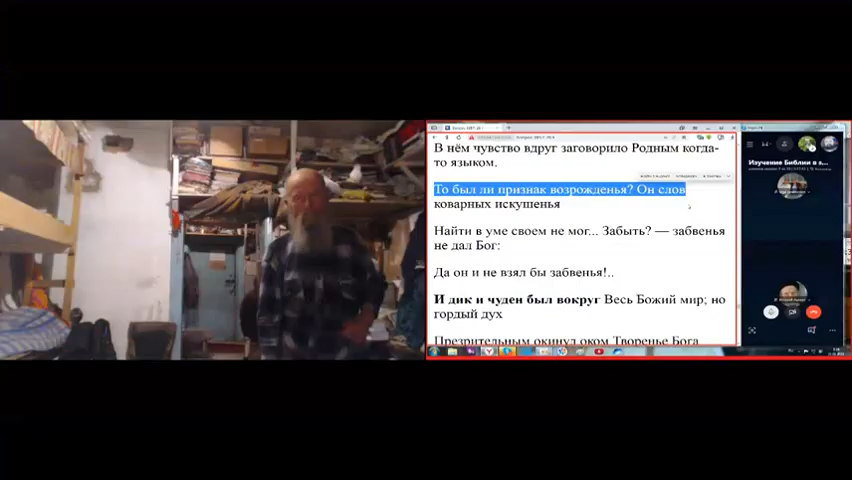 В нём чувство вдруг заговорило Родным когда-
то языком.
То был ли признак возрожденья? Он слов
коварных искушенья
Найти в уме своем не мог... Забыть? — забвенья
не дал Бог:
Да он и не взял бы забвенья!..
И дик и чуден был вокруг Весь Божий мир; но
гордый дух
Презрительным окинул оком Творенье Бога
Изучение Библии в з...